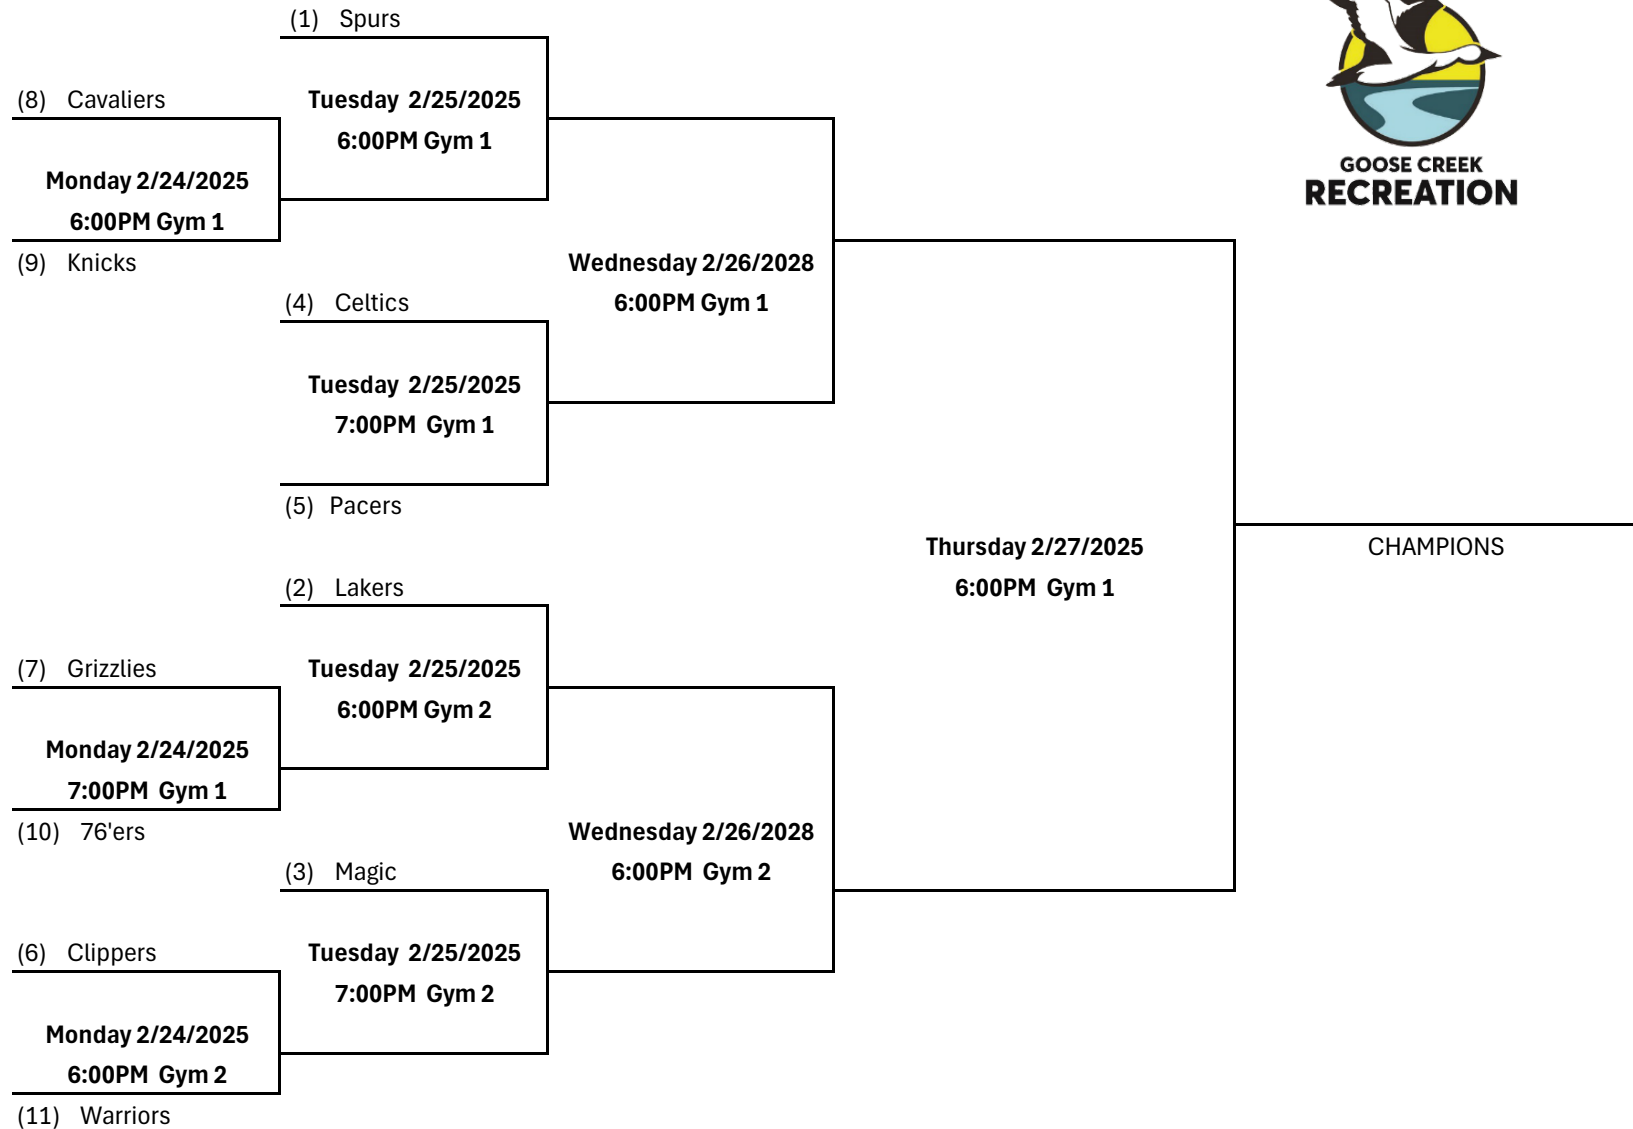 (1) Spurs
(8) Cavaliers
Tuesday 2/25/2025
6:00PM Gym 1
GOOSE CREEK
RECREATION
Monday 2/24/2025
6:00PM Gym 1
(9) Knicks
Wednesday 2/26/2028
6:00PM Gym 1
(4) Celtics
Tuesday 2/25/2025
7:00PM Gym 1
(5) Pacers
Thursday 2/27/2025
6:00PM Gym 1
CHAMPIONS
(2) Lakers
(7) Grizzlies
Tuesday 2/25/2025
6:00PM Gym 2
Monday 2/24/2025
7:00PM Gym 1
(10) 76'ers
Wednesday 2/26/2028
6:00PM Gym 2
(3) Magic
(6) Clippers
Tuesday 2/25/2025
7:00PM Gym 2
Monday 2/24/2025
6:00PM Gym 2
(11) Warriors